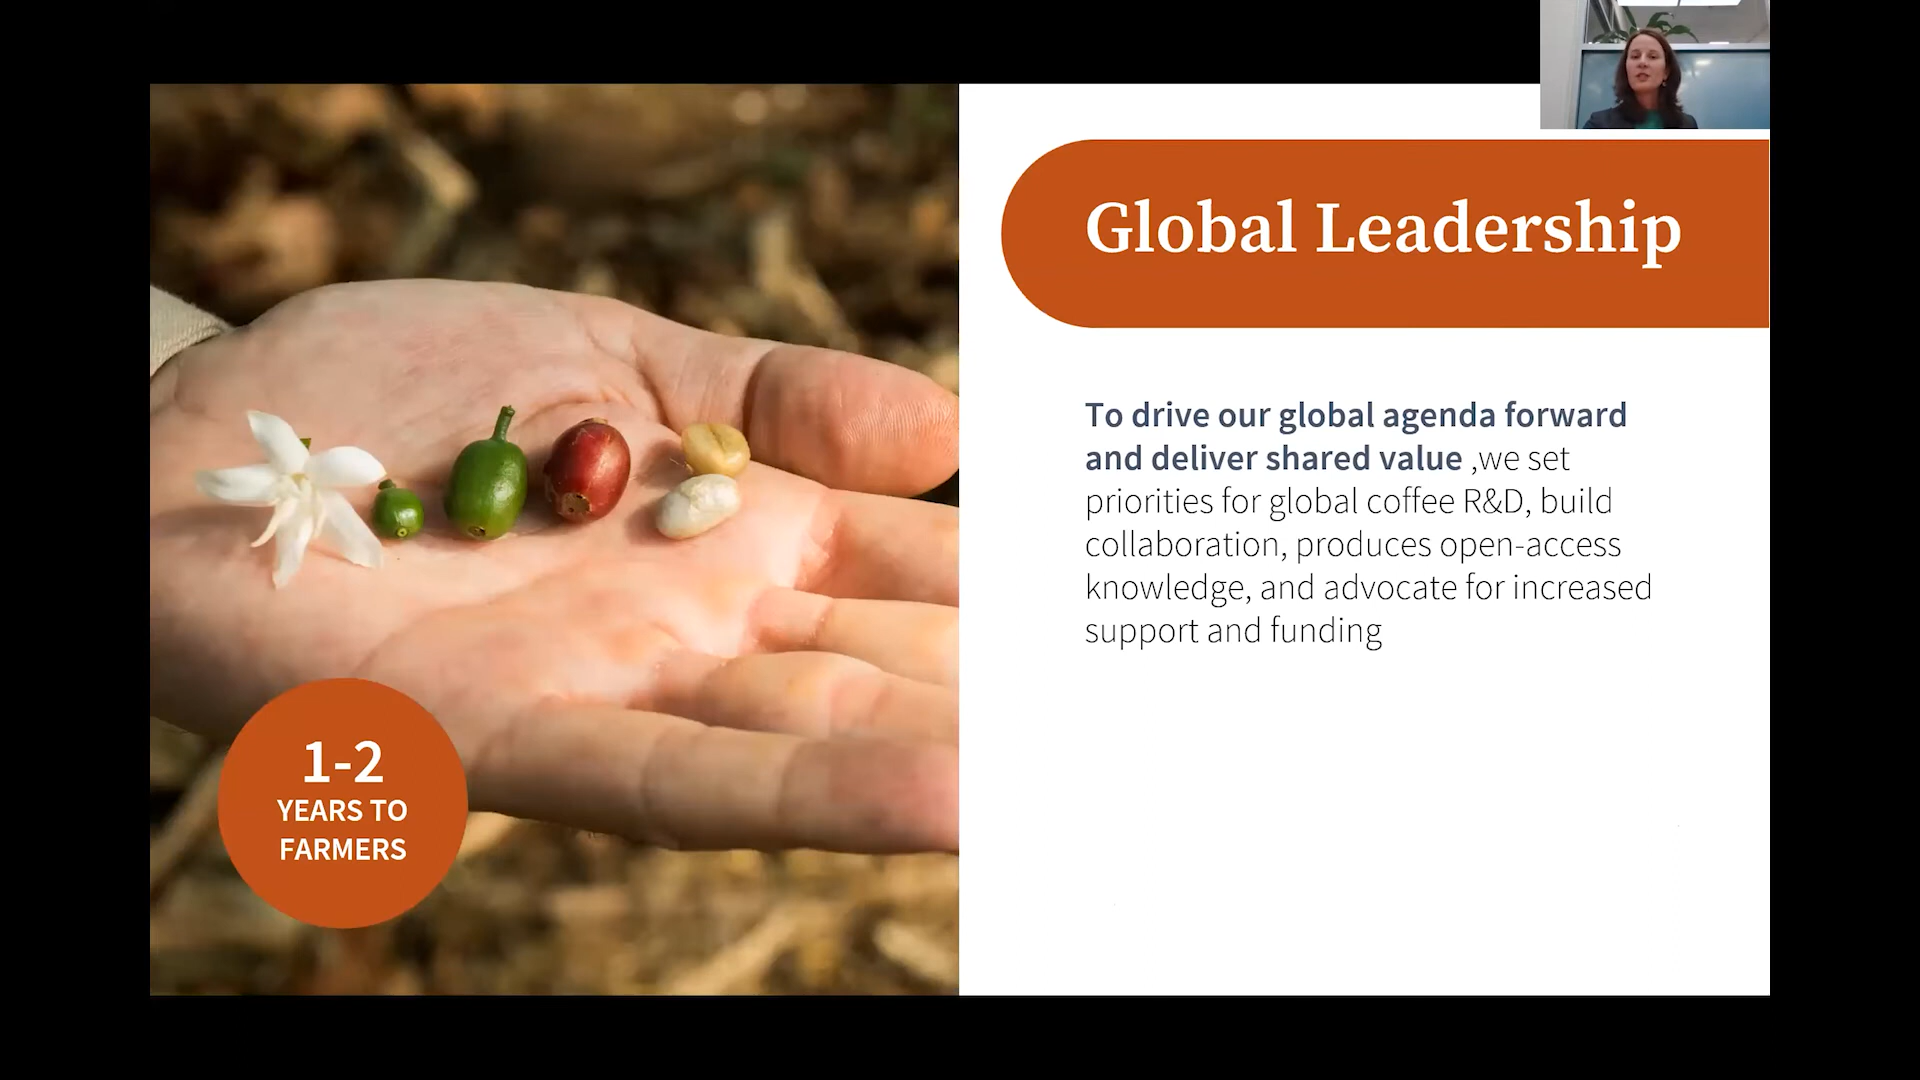 Global Leadership
To drive our global agenda forward
and deliver shared value ,we set
priorities for global coffee R&D, build
collaboration, produces open-access
knowledge, and advocate for increased
support and funding
1-2
YEARS TO
FARMERS